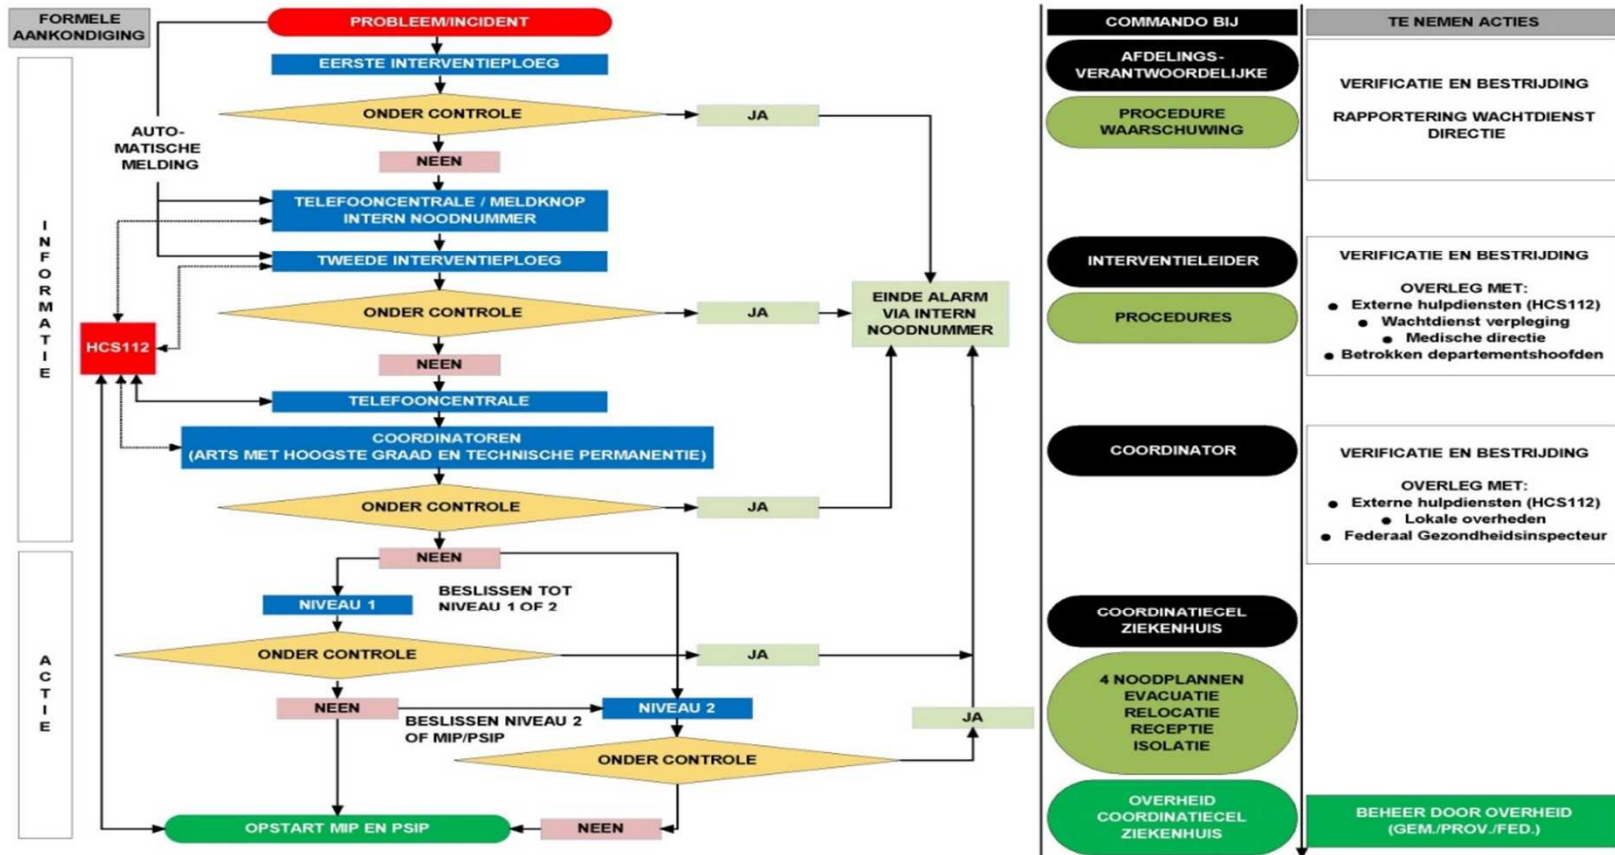 FORMELE
AANKONDIGING
PROBLEEM/INCIDENT
COMMANDO BIJ
TE NEMEN ACTIES
EERSTE INTERVENTIEPLOEG
AFDELINGS-
VERANTWOORDELIJKE
VERIFICATIE EN BESTRIJDING
RAPPORTERING WACHTDIENST
DIRECTIE
ONDER CONTROLE
JA
PROCEDURE
WAARSCHUWING
AUTO-
MATISCHE
MELDING
NEEN
TELEFOONCENTRALE / MELDKNOP
INTERN NOODNUMMER
INFORMATIE
TWEEDE INTERVENTIEPLOEG
INTERVENTIELEIDER
VERIFICATIE EN BESTRIJDING
OVERLEG MET:
● Externe hulpdiensten (HCS112)
● Wachtdienst verpleging
● Medische directie
● Betrokken departementshoofden
ONDER CONTROLE
JA
EINDE ALARM
VIA INTERN
NOODNUMMER
PROCEDURES
HCS112
NEEN
TELEFOONCENTRALE
COORDINATOREN
(ARTS MET HOOGSTE GRAAD EN TECHNISCHE PERMANENTIE)
COORDINATOR
VERIFICATIE EN BESTRIJDING
OVERLEG MET:
● Externe hulpdiensten (HCS112)
● Lokale overheden
● Federaal Gezondheidsinspecteur
ONDER CONTROLE
JA
NEEN
BESLISSEN TOT
NIVEAU 1 OF 2
NIVEAU 1
COORDINATIECEL
ZIEKENHUIS
ACTIE
ONDER CONTROLE
JA
4 NOODPLANNEN
EVACUATIE
RELOCATIE
RECEPTIE
ISOLATIE
NEEN
BESLISSEN NIVEAU 2
OF MIP/PSIP
NIVEAU 2
JA
ONDER CONTROLE
OPSTART MIP EN PSIP
NEEN
OVERHEID
COORDINATIECEL
ZIEKENHUIS
BEHEER DOOR OVERHEID
(GEM./PROV./FED.)